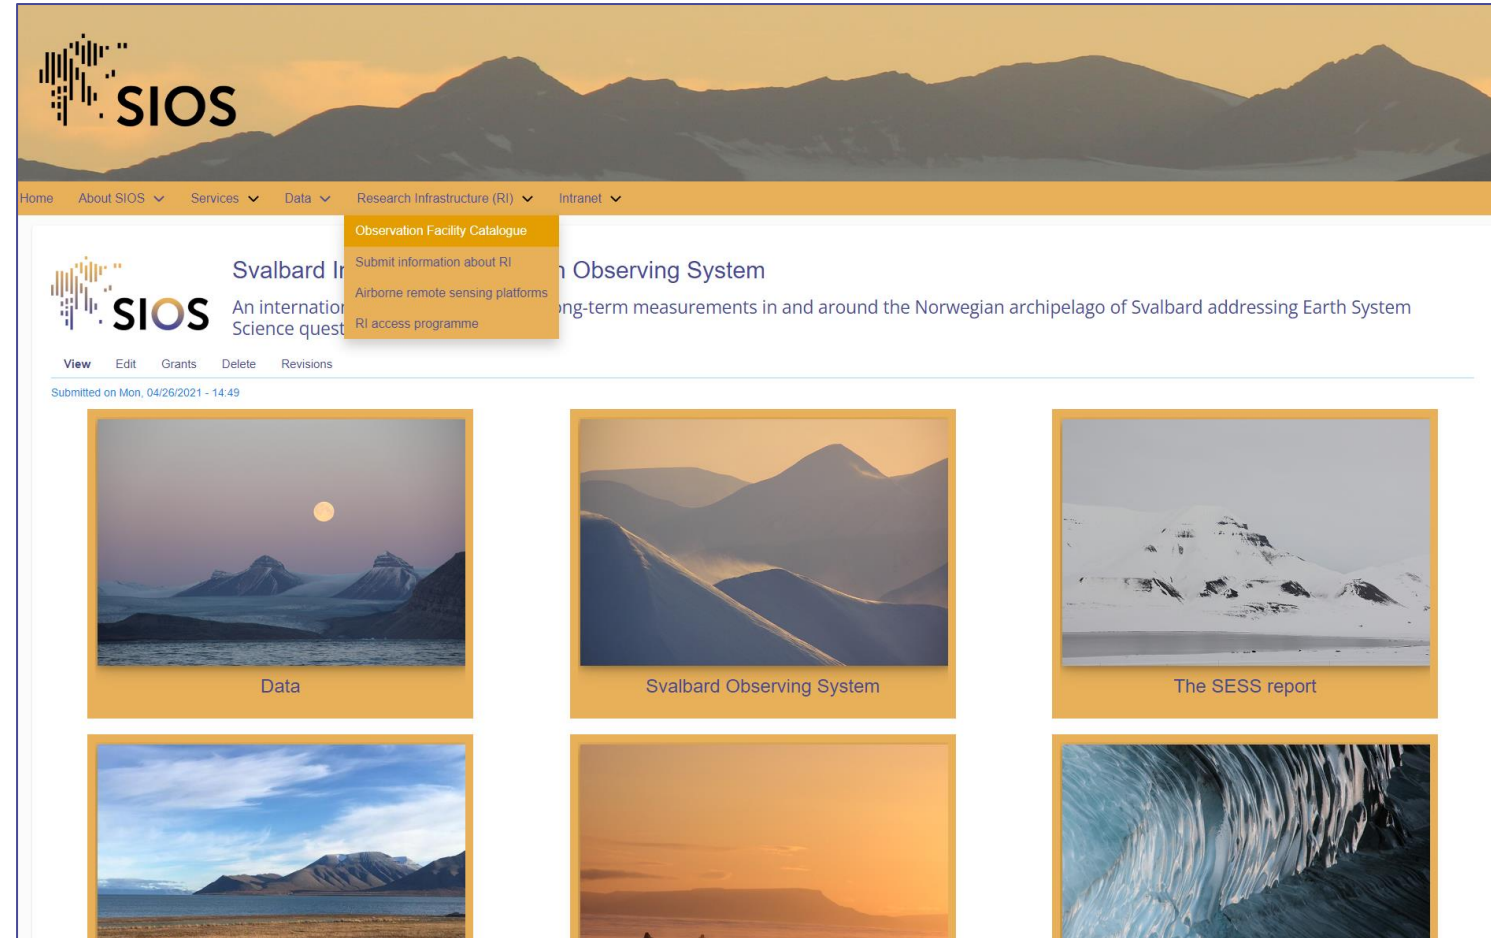 SIOS
Home About SIOS Services Data Research Infrastructure (RI) Intranet
Observation Facility Catalogue
Submit information about RI
Airborne remote sensing platforms
RI access programme
SIOS
Svalbard In Observing System
An internation ng-term measurements in and around the Norwegian archipelago of Svalbard addressing Earth System
Science quest
View Edit Grants Delete Revisions
Submitted on Mon, 04/26/2021 - 14:49
Data
Svalbard Observing System
The SESS report